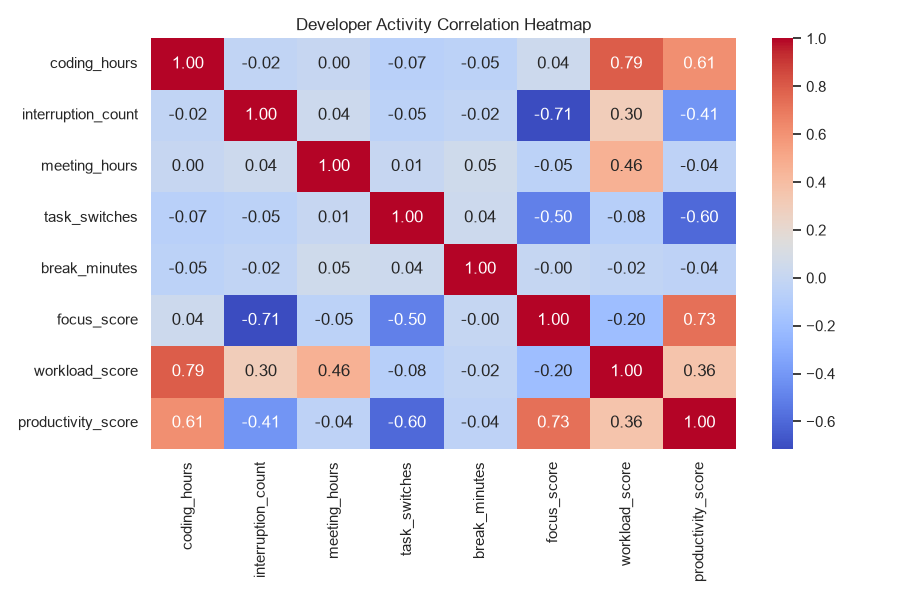 Developer Activity Correlation Heatmap
coding_hours 1.00 -0.02 0.00 -0.07 -0.05 0.04 0.79 0.61
interruption_count -0.02 1.00 0.04 -0.05 -0.02 -0.71 0.30 -0.41
meeting_hours 0.00 0.04 1.00 0.01 0.05 -0.05 0.46 -0.04
task_switches -0.07 -0.05 0.01 1.00 0.04 -0.50 -0.08 -0.60
break_minutes -0.05 -0.02 0.05 0.04 1.00 -0.00 -0.02 -0.04
focus_score 0.04 -0.71 -0.05 -0.50 -0.00 1.00 -0.20 0.73
workload_score 0.79 0.30 0.46 -0.08 -0.02 -0.20 1.00 0.36
productivity_score 0.61 -0.41 -0.04 -0.60 -0.04 0.73 0.36 1.00
coding_hours
interruption_count
meeting_hours
task_switches
break_minutes
focus_score
workload_score
productivity_score
1.0
0.8
0.6
0.4
0.2
0.0
−0.2
−0.4
−0.6